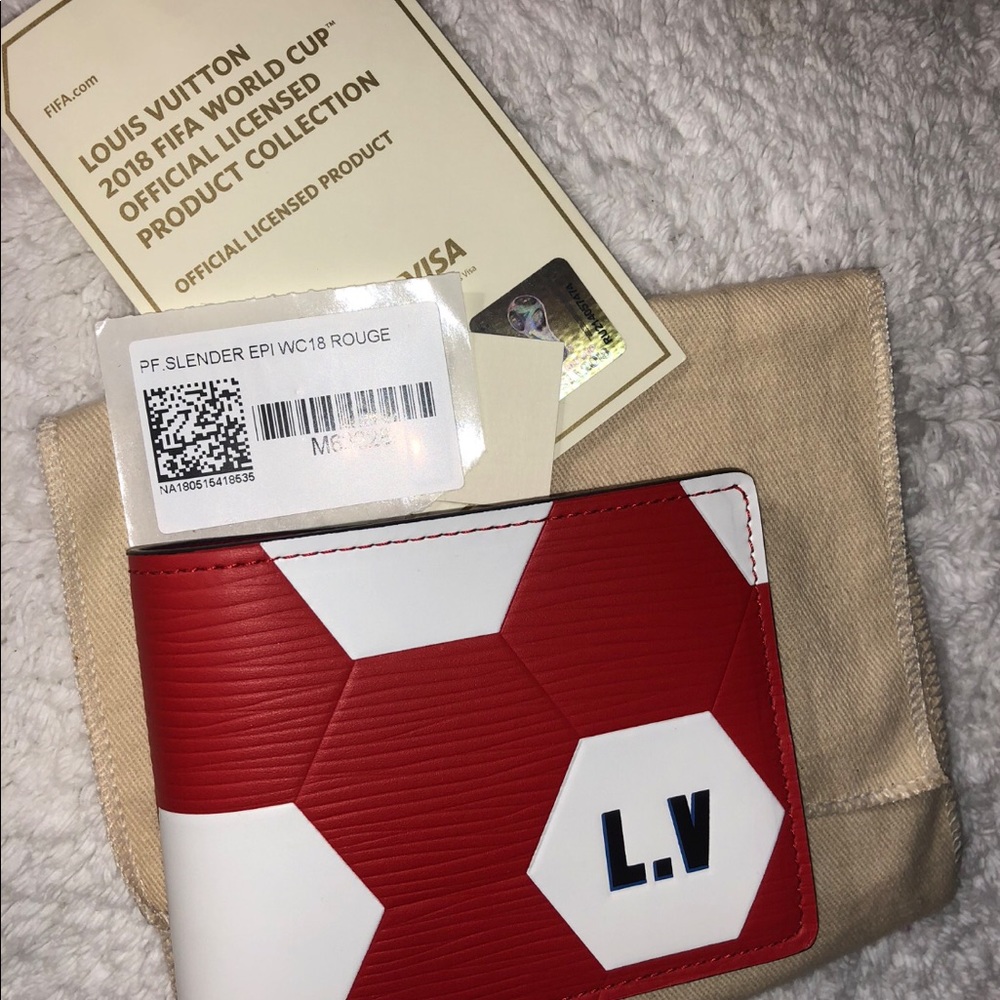 FIFA.com
LOUIS VUITTON
2018 FIFA WORLD CUP™
OFFICIAL LICENSED
PRODUCT COLLECTION
OFFICIAL LICENSED PRODUCT
VISA
Visa
PF.SLENDER EPI WC18 ROUGE
NA180515418535
L.V